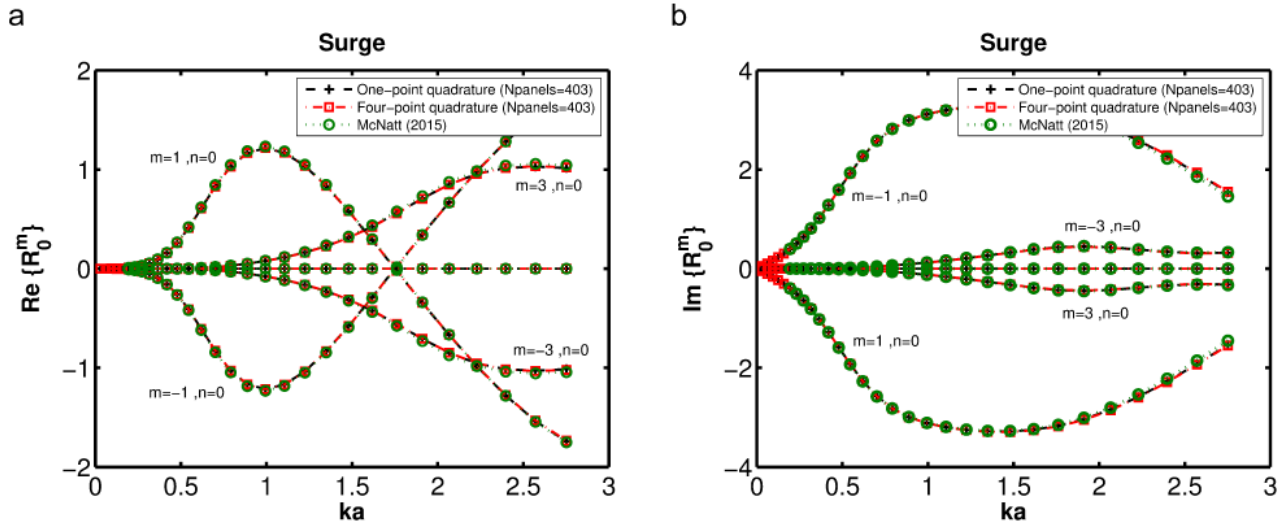 a
Surge
Re {R₀ᵐ}
2
1
0
−1
−2
One−point quadrature (Npanels=403)
Four−point quadrature (Npanels=403)
McNatt (2015)
m=1 ,n=0
m=3 ,n=0
m=−3 ,n=0
m=−1 ,n=0
0 0.5 1 1.5 2 2.5 3
ka
b
Surge
Im {R₀ᵐ}
4
2
0
−2
−4
One−point quadrature (Npanels=403)
Four−point quadrature (Npanels=403)
McNatt (2015)
m=−1 ,n=0
m=−3 ,n=0
m=3 ,n=0
m=1 ,n=0
0 0.5 1 1.5 2 2.5 3
ka